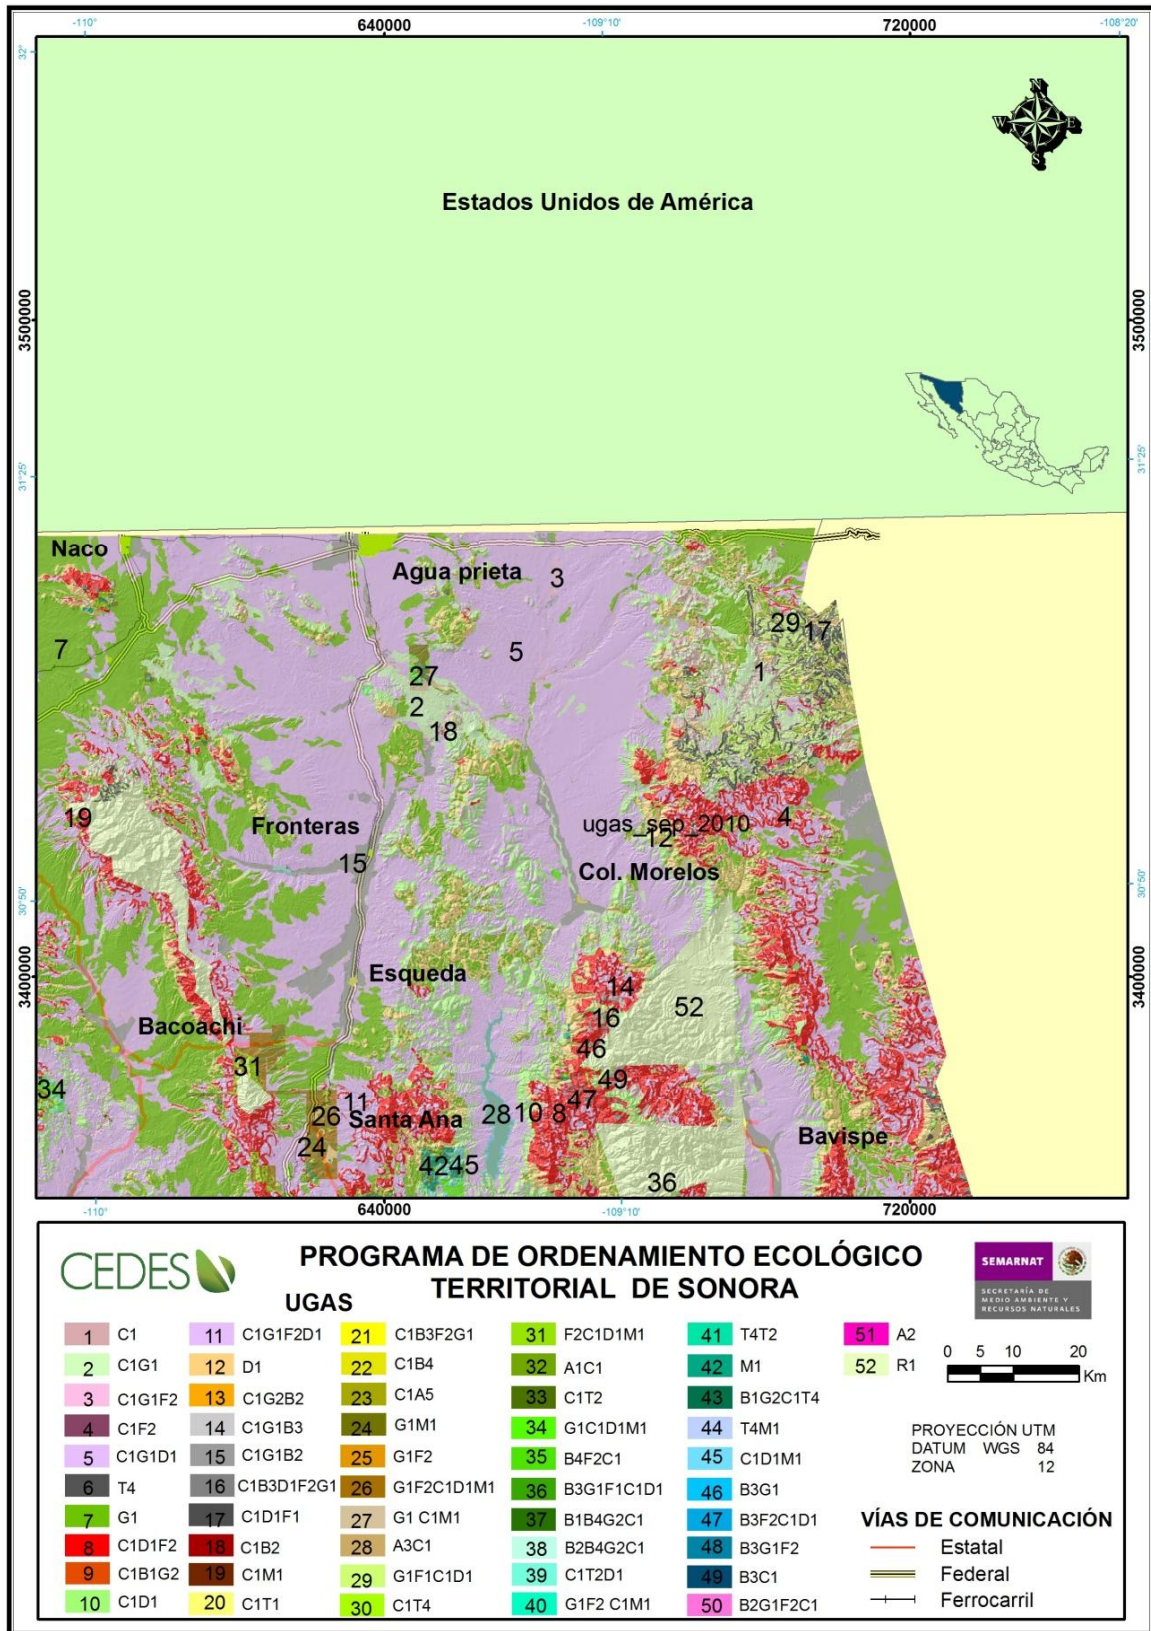 -110° 640000 -109°10' 720000 -108°20'
32°
N
W E
S
Estados Unidos de América
3500000 3500000
31°25' 31°25'
Naco
Agua prieta
3
29 17
7
5
1
27
2
18
19
Fronteras
ugas_sep_2010
4
12
15
Col. Morelos
30°50' 30°50'
3400000 3400000
Esqueda
14
52
16
Bacoachi
46
31
49
34
47
11
26 Santa Ana 28 10 8
24
Bavispe
42 45
36
-110° 640000 -109°10' 720000
CEDES
PROGRAMA DE ORDENAMIENTO ECOLÓGICO
TERRITORIAL DE SONORA
SEMARNAT
SECRETARÍA DE
MEDIO AMBIENTE Y
RECURSOS NATURALES
UGAS
1 C1
2 C1G1
3 C1G1F2
4 C1F2
5 C1G1D1
6 T4
7 G1
8 C1D1F2
9 C1B1G2
10 C1D1
11 C1G1F2D1
12 D1
13 C1G2B2
14 C1G1B3
15 C1G1B2
16 C1B3D1F2G1
17 C1D1F1
18 C1B2
19 C1M1
20 C1T1
21 C1B3F2G1
22 C1B4
23 C1A5
24 G1M1
25 G1F2
26 G1F2C1D1M1
27 G1 C1M1
28 A3C1
29 G1F1C1D1
30 C1T4
31 F2C1D1M1
32 A1C1
33 C1T2
34 G1C1D1M1
35 B4F2C1
36 B3G1F1C1D1
37 B1B4G2C1
38 B2B4G2C1
39 C1T2D1
40 G1F2 C1M1
41 T4T2
42 M1
43 B1G2C1T4
44 T4M1
45 C1D1M1
46 B3G1
47 B3F2C1D1
48 B3G1F2
49 B3C1
50 B2G1F2C1
51 A2
52 R1
0 5 10 20
Km
PROYECCIÓN UTM
DATUM WGS 84
ZONA 12
VÍAS DE COMUNICACIÓN
Estatal
Federal
Ferrocarril